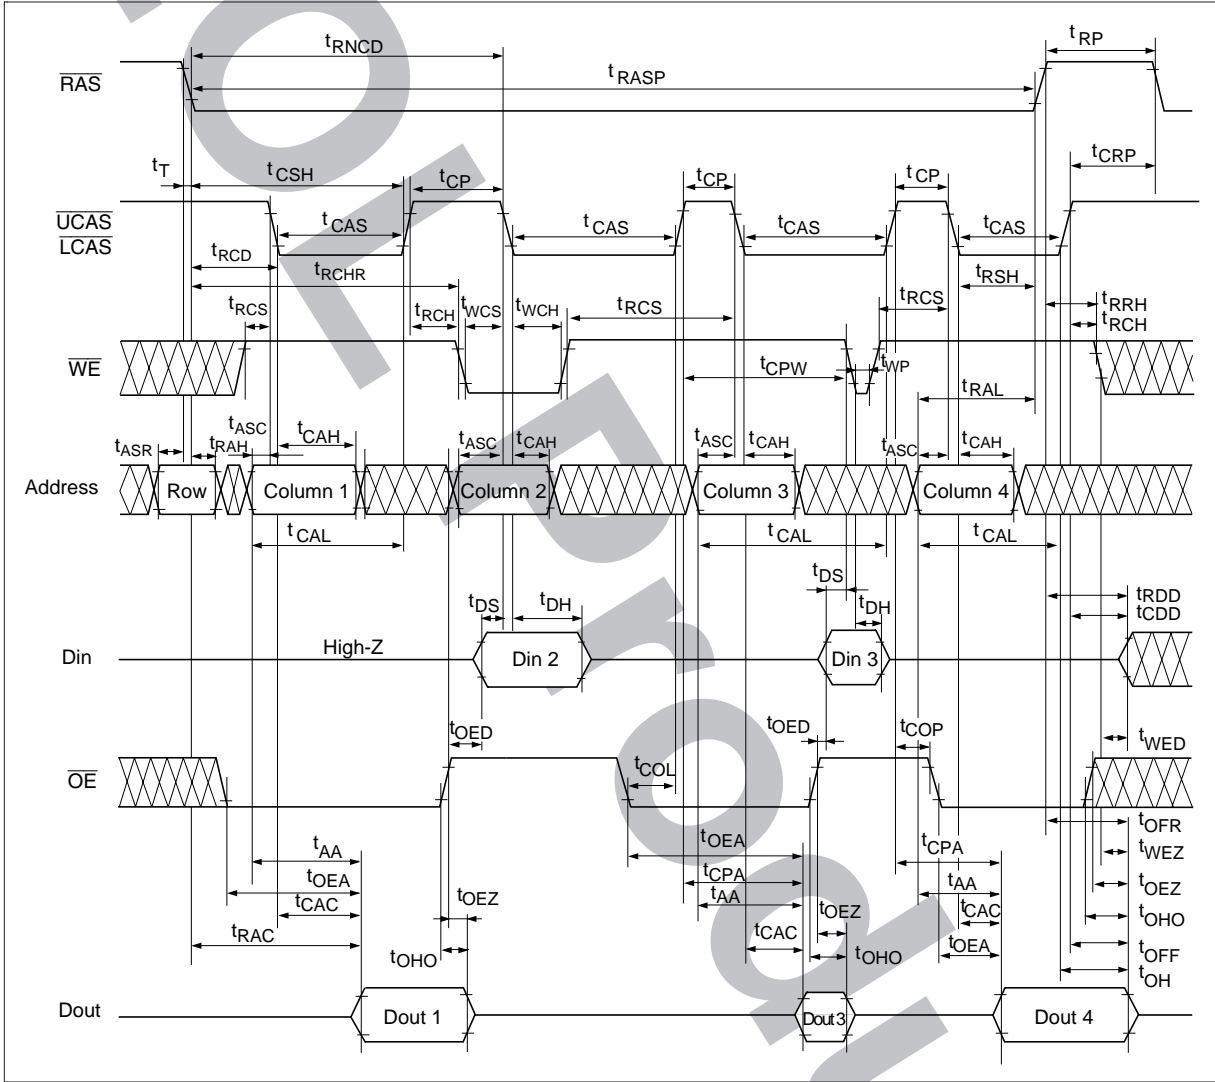 tRNCD
tRP
RAS
tRASP
tT
tCSH
tCP
tCP
tCP
tCRP
UCAS
LCAS
tCAS
tCAS
tCAS
tCAS
tRCD
tRCHR
tRSH
tRCS
tRCH
tWCS
tWCH
tRCS
tRCS
tRRH
tRCH
WE
tCPW
tWP
tRAL
tASR
tRAH
tASC
tCAH
tASC
tCAH
tASC
tCAH
tASC
tCAH
Address
Row
Column 1
Column 2
Column 3
Column 4
tCAL
tCAL
tCAL
tDS
tDH
tDS
tDH
tRDD
tCDD
Din
High-Z
Din 2
Din 3
tOED
tOED
tCOP
tWED
OE
tCOL
tOFR
tAA
tOEA
tCPA
tWEZ
tOEA
tCPA
tAA
tOEZ
tCAC
tOEZ
tAA
tOEZ
tCAC
tOHO
tRAC
tOHO
tCAC
tOHO
tOEA
tOFF
tOH
Dout
Dout 1
Dout 3
Dout 4
EOL Produ